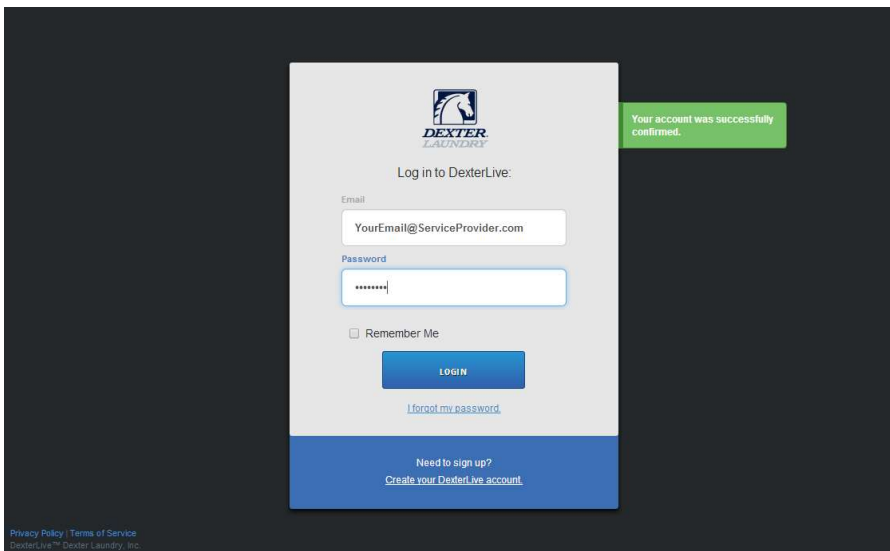 DEXTER
LAUNDRY
Your account was successfully
confirmed.
Log in to DexterLive:
Email
YourEmail@ServiceProvider.com
Password
••••••••
Remember Me
LOGIN
I forgot my password.
Need to sign up?
Create your DexterLive account.
Privacy Policy | Terms of Service
DexterLive™ Dexter Laundry, Inc.